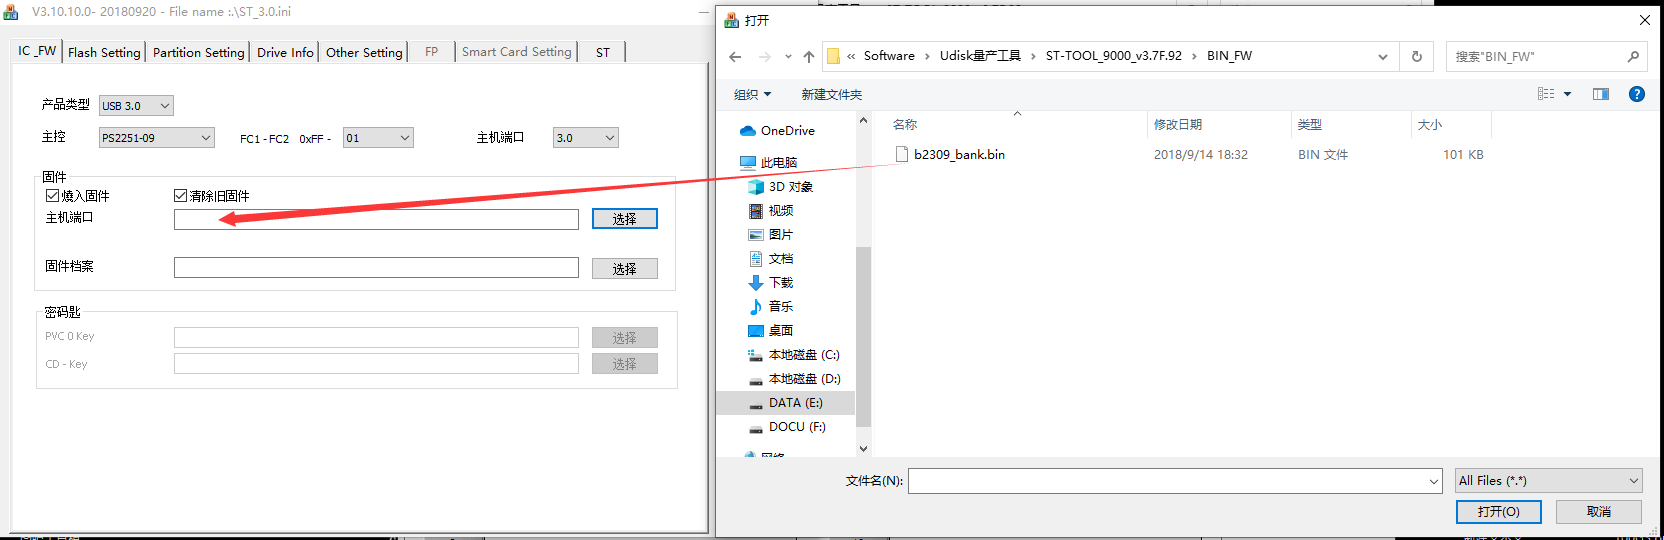 V3.10.10.0- 20180920 - File name :.\ST_3.0.ini
IC _FW
Flash Setting
Partition Setting
Drive Info
Other Setting
FP
Smart Card Setting
ST
产品类型
USB 3.0
主控
PS2251-09
FC1 - FC2 0xFF -
01
主机端口
3.0
固件
燒入固件
清除旧固件
主机端口
选择
固件档案
选择
密码匙
PVC 0 Key
选择
CD - Key
选择
打开
« Software › Udisk量产工具 › ST-TOOL_9000_v3.7F.92 › BIN_FW
搜索"BIN_FW"
组织
新建文件夹
OneDrive
此电脑
3D 对象
视频
图片
文档
下载
音乐
桌面
本地磁盘 (C:)
本地磁盘 (D:)
DATA (E:)
DOCU (F:)
网络
名称
修改日期
类型
大小
b2309_bank.bin
2018/9/14 18:32
BIN 文件
101 KB
文件名(N):
All Files (*.*)
打开(O)
取消